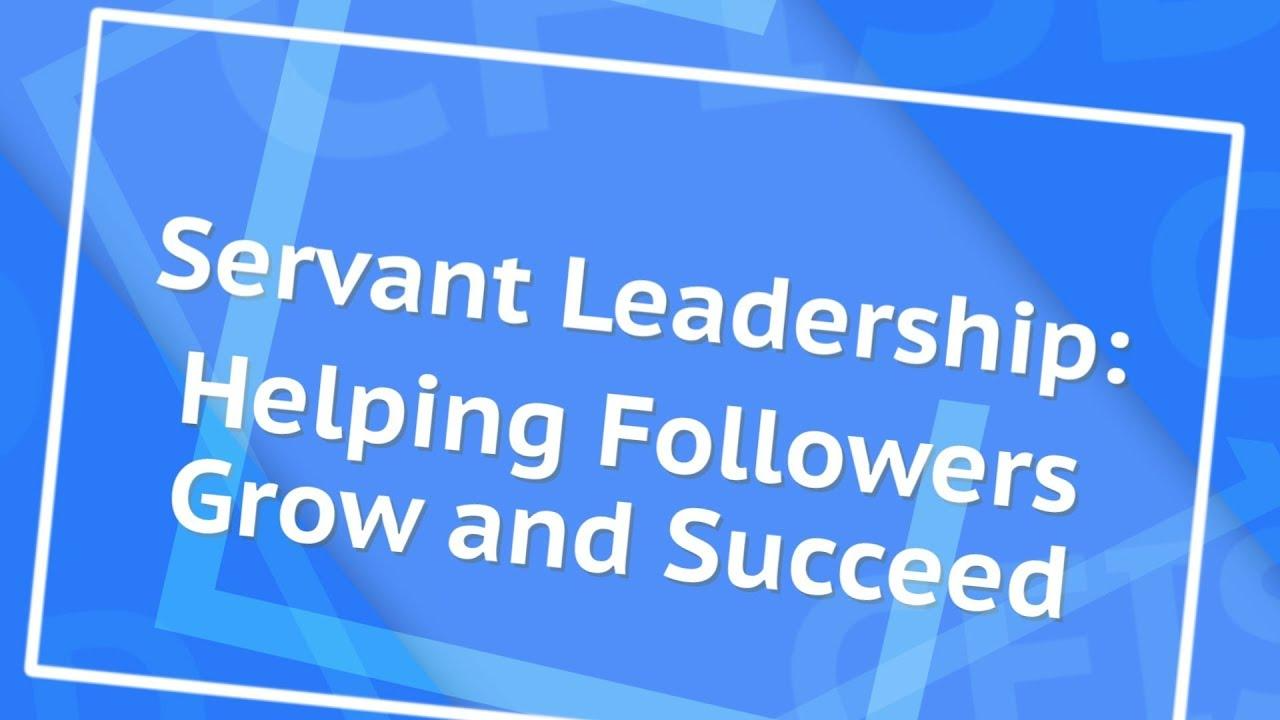 Servant Leadership:
Helping Followers
Grow and Succeed